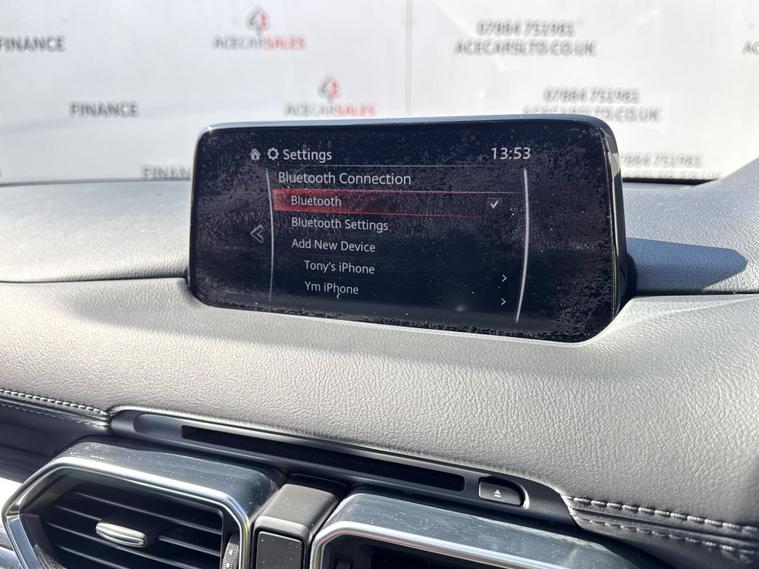 FINANCE
ACECARSALES
07884 751981
ACECARSLTD.CO.UK
FINANCE
ACECARSALES
07884 751981
ACECARSLTD.CO.UK
FINANCE
Settings
13:53
Bluetooth Connection
Bluetooth
Bluetooth Settings
Add New Device
Tony's iPhone
Ym iPhone